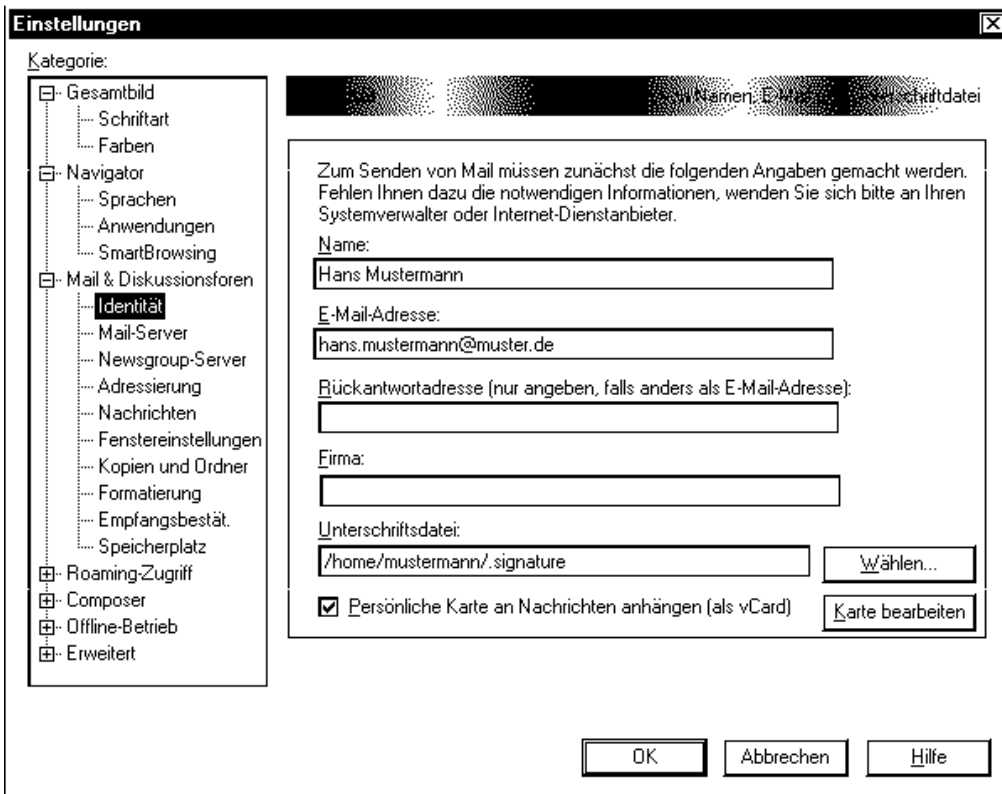 Einstellungen
Kategorie:
Gesamtbild
Schriftart
Farben
Navigator
Sprachen
Anwendungen
SmartBrowsing
Mail & Diskussionsforen
Identität
Mail-Server
Newsgroup-Server
Adressierung
Nachrichten
Fenstereinstellungen
Kopien und Ordner
Formatierung
Empfangsbestät.
Speicherplatz
Roaming-Zugriff
Composer
Offline-Betrieb
Erweitert
Namen, E-Mail
Zum Senden von Mail müssen zunächst die folgenden Angaben gemacht werden.
Fehlen Ihnen dazu die notwendigen Informationen, wenden Sie sich bitte an Ihren
Systemverwalter oder Internet-Dienstanbieter.
Name:
Hans Mustermann
E-Mail-Adresse:
hans.mustermann@muster.de
Rückantwortadresse (nur angeben, falls anders als E-Mail-Adresse):
Firma:
Unterschriftsdatei:
/home/mustermann/.signature
Wählen...
Persönliche Karte an Nachrichten anhängen (als vCard)
Karte bearbeiten
OK
Abbrechen
Hilfe